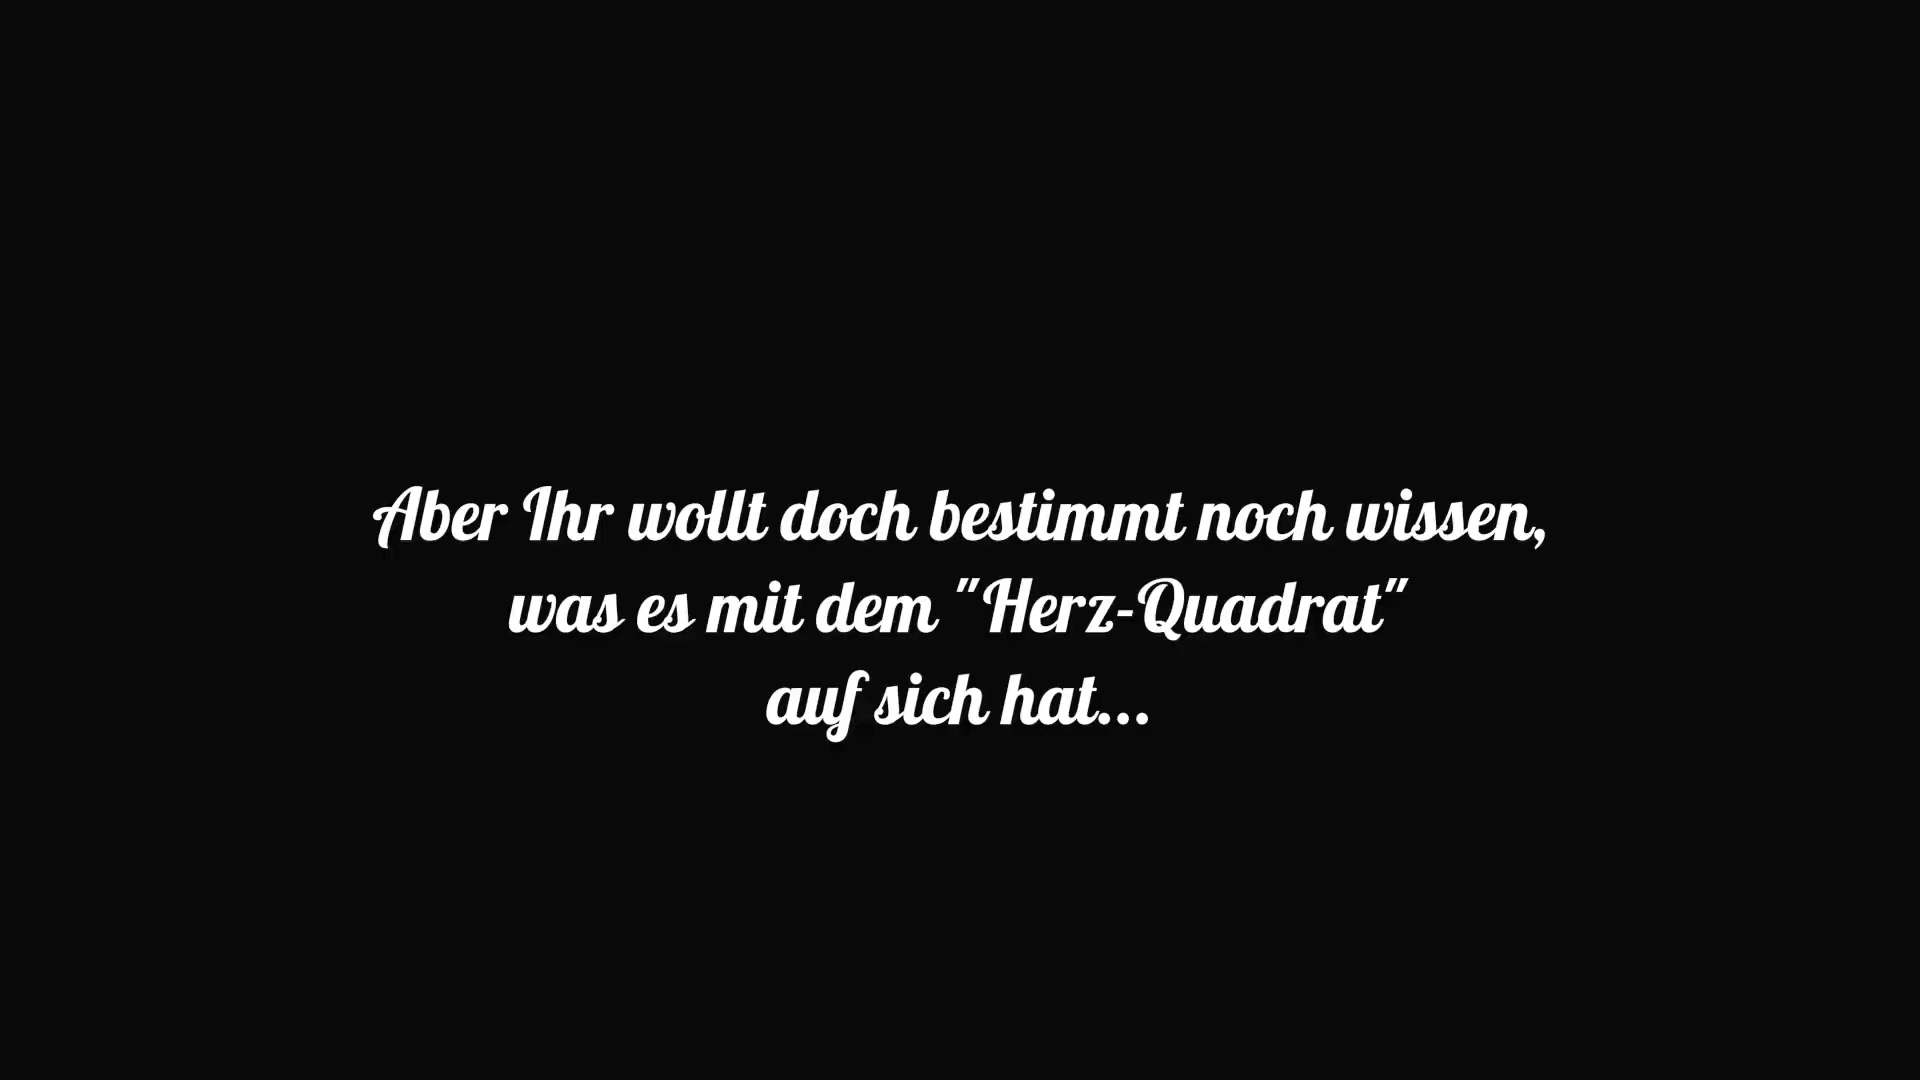 Aber Ihr wollt doch bestimmt noch wissen,
was es mit dem "Herz-Quadrat"
auf sich hat...